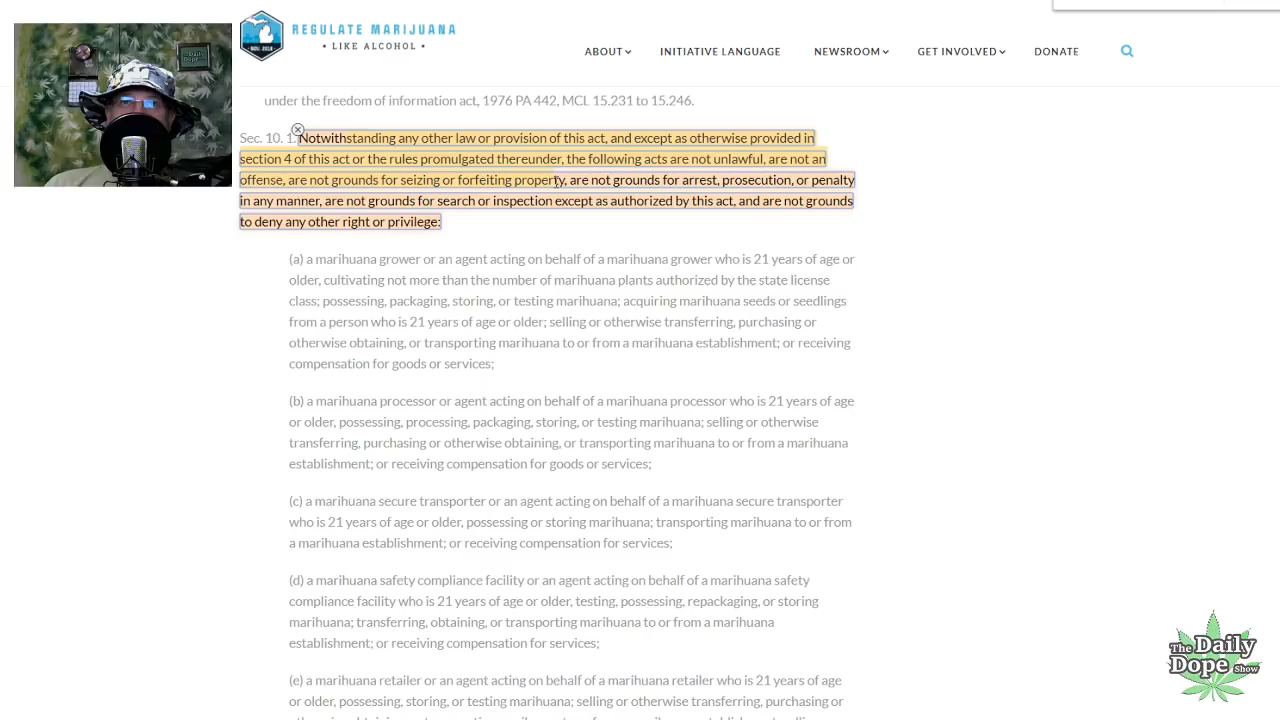 REGULATE MARIJUANA
NOV. 2018
• LIKE ALCOHOL •
ABOUT
INITIATIVE LANGUAGE
NEWSROOM
GET INVOLVED
DONATE
under the freedom of information act, 1976 PA 442, MCL 15.231 to 15.246.
Sec. 10. 1. Notwithstanding any other law or provision of this act, and except as otherwise provided in
section 4 of this act or the rules promulgated thereunder, the following acts are not unlawful, are not an
offense, are not grounds for seizing or forfeiting property, are not grounds for arrest, prosecution, or penalty
in any manner, are not grounds for search or inspection except as authorized by this act, and are not grounds
to deny any other right or privilege:
(a) a marihuana grower or an agent acting on behalf of a marihuana grower who is 21 years of age or
older, cultivating not more than the number of marihuana plants authorized by the state license
class; possessing, packaging, storing, or testing marihuana; acquiring marihuana seeds or seedlings
from a person who is 21 years of age or older; selling or otherwise transferring, purchasing or
otherwise obtaining, or transporting marihuana to or from a marihuana establishment; or receiving
compensation for goods or services;
(b) a marihuana processor or agent acting on behalf of a marihuana processor who is 21 years of age
or older, possessing, processing, packaging, storing, or testing marihuana; selling or otherwise
transferring, purchasing or otherwise obtaining, or transporting marihuana to or from a marihuana
establishment; or receiving compensation for goods or services;
(c) a marihuana secure transporter or an agent acting on behalf of a marihuana secure transporter
who is 21 years of age or older, possessing or storing marihuana; transporting marihuana to or from
a marihuana establishment; or receiving compensation for services;
(d) a marihuana safety compliance facility or an agent acting on behalf of a marihuana safety
compliance facility who is 21 years of age or older, testing, possessing, repackaging, or storing
marihuana; transferring, obtaining, or transporting marihuana to or from a marihuana
establishment; or receiving compensation for services;
(e) a marihuana retailer or an agent acting on behalf of a marihuana retailer who is 21 years of age
or older, possessing, storing, or testing marihuana; selling or otherwise transferring, purchasing or
The Daily
Dope Show